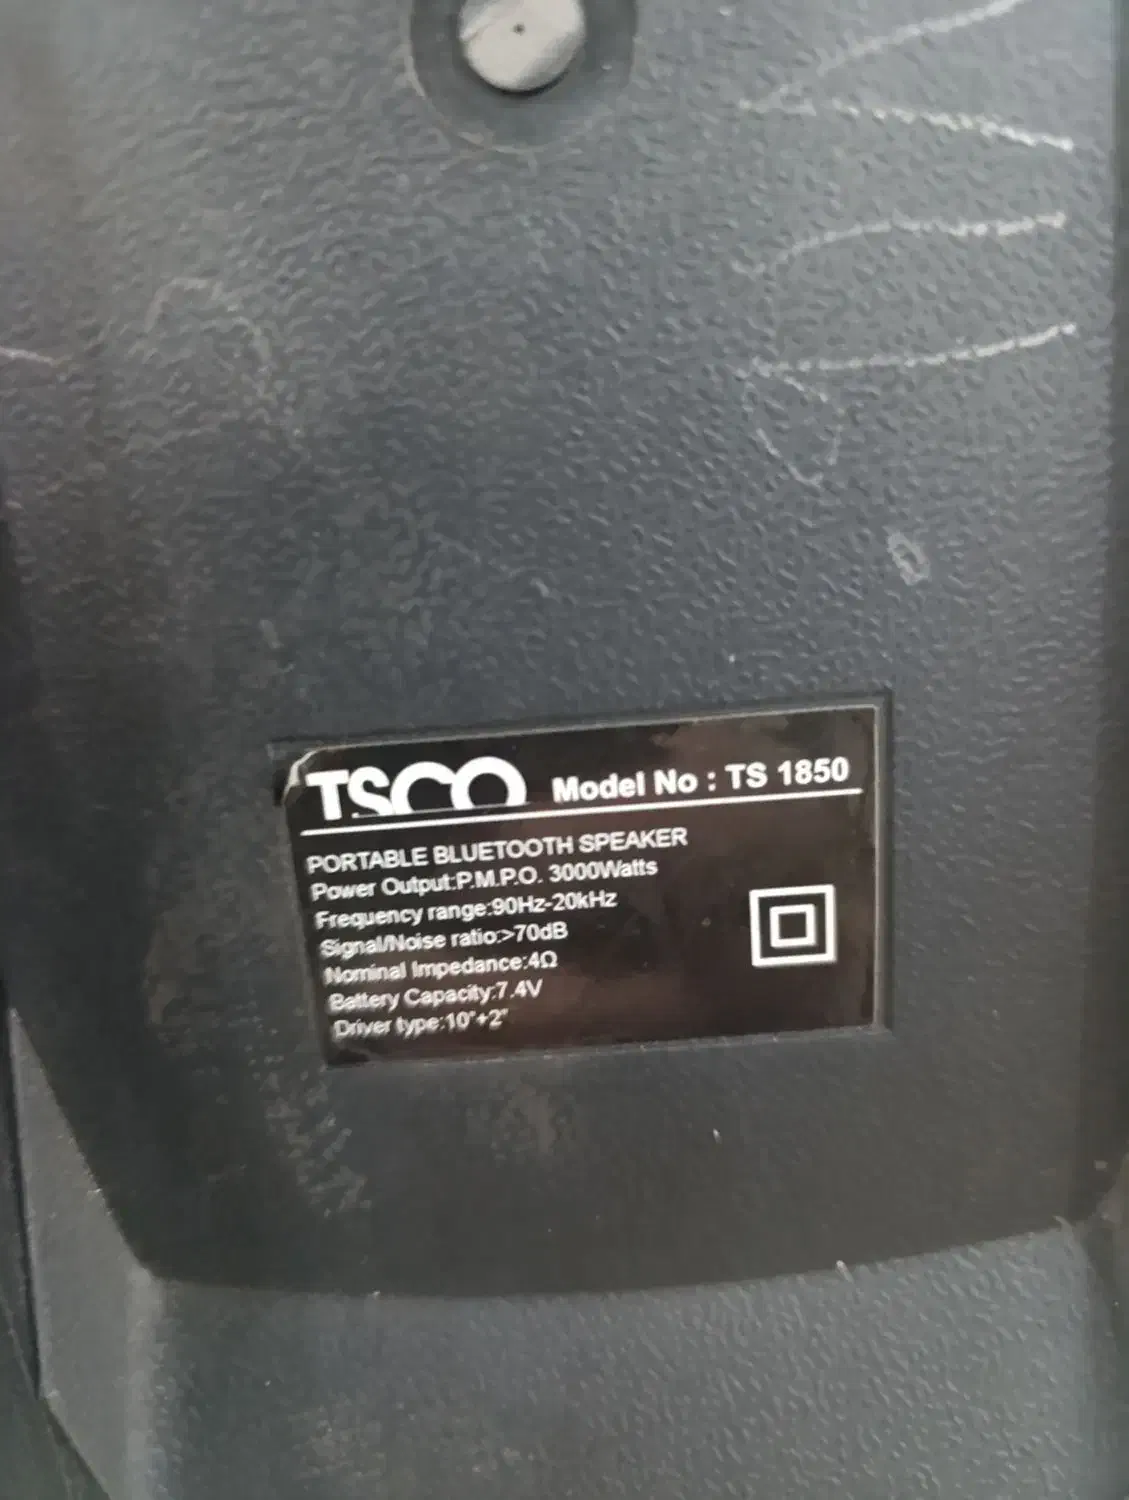 TSCO Model No : TS 1850
PORTABLE BLUETOOTH SPEAKER
Power Output:P.M.P.O. 3000Watts
Frequency range:90Hz-20kHz
Signal/Noise ratio:>70dB
Nominal Impedance:4Ω
Battery Capacity:7.4V
Driver type:10"+2"